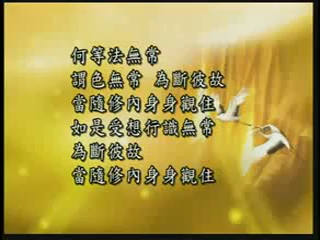 何等法無常
謂色無常 為斷彼故
當隨修內身身觀住
如是受想行識無常
為斷彼故
當隨修內身身觀住